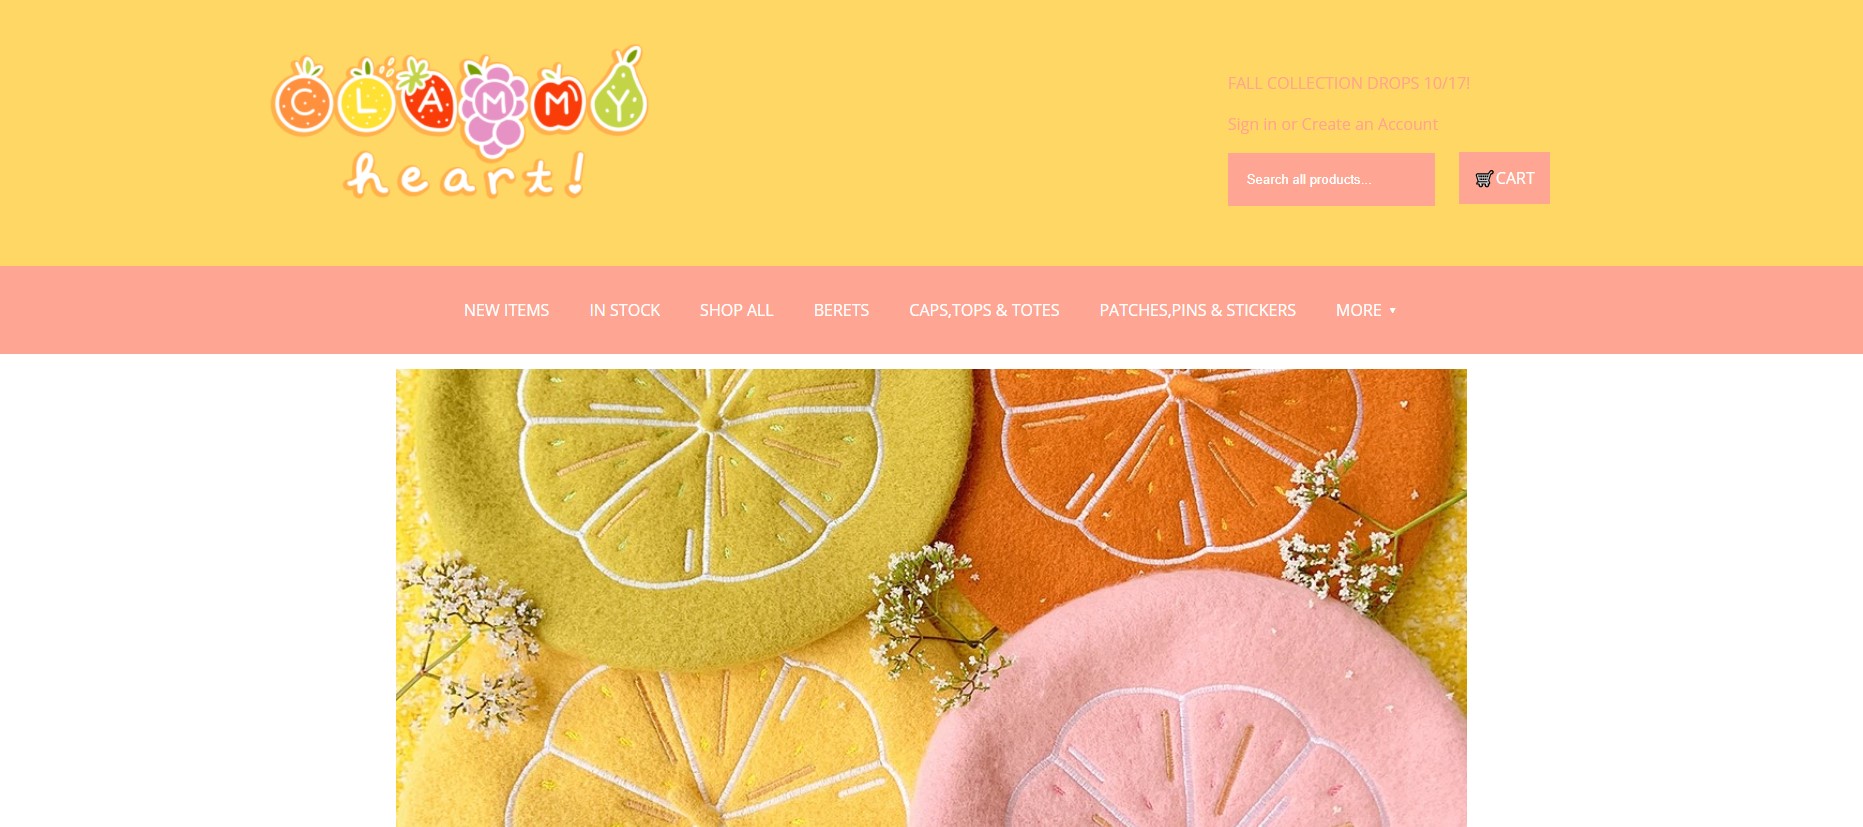 CLAMMY
heart!
FALL COLLECTION DROPS 10/17!
Sign in or Create an Account
Search all products...
CART
NEW ITEMS IN STOCK SHOP ALL BERETS CAPS,TOPS & TOTES PATCHES,PINS & STICKERS MORE ▼